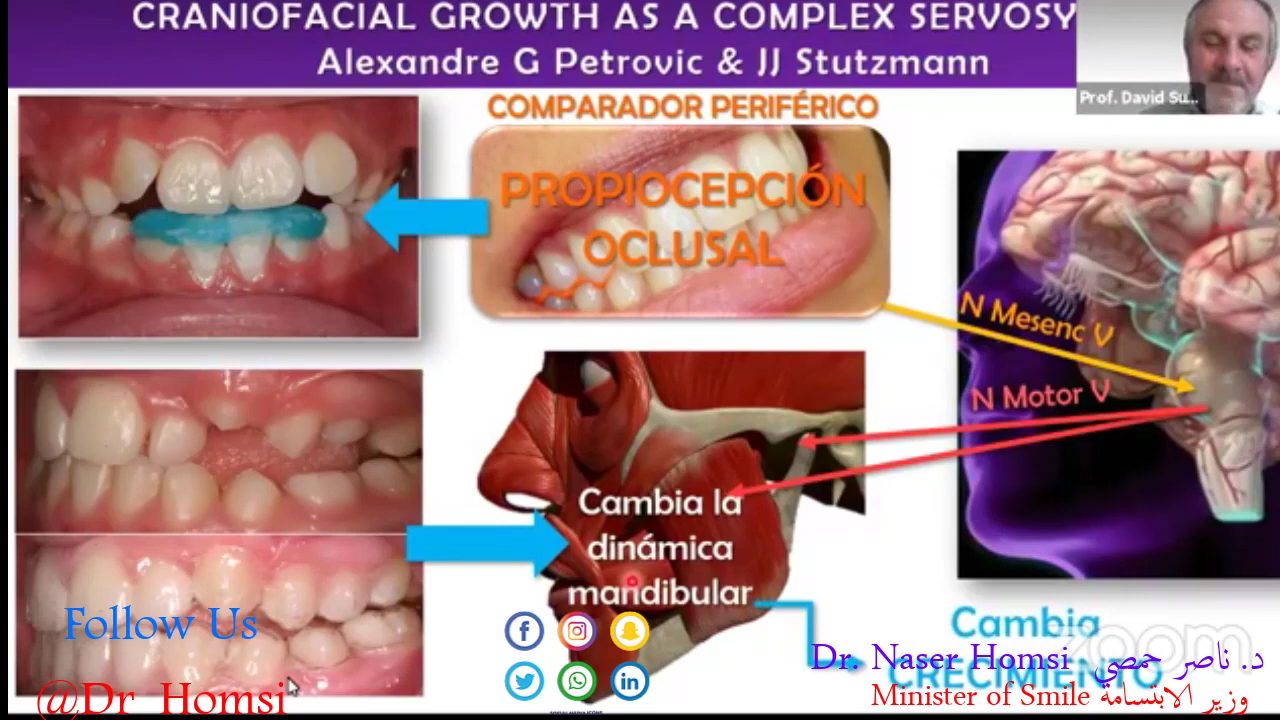 CRANIOFACIAL GROWTH AS A COMPLEX SERVOSY
Alexandre G Petrovic & JJ Stutzmann
Prof. David Su...
COMPARADOR PERIFÉRICO
PROPIOCEPCIÓN
OCLUSAL
N Mesenc V
N Motor V
Cambia la
dinámica
mandibular
Cambia
CRECIMIENTO
zoom
Follow Us
@Dr_Homsi
Dr. Naser Homsi د. ناصر حمصي
Minister of Smile وزير الابتسامة